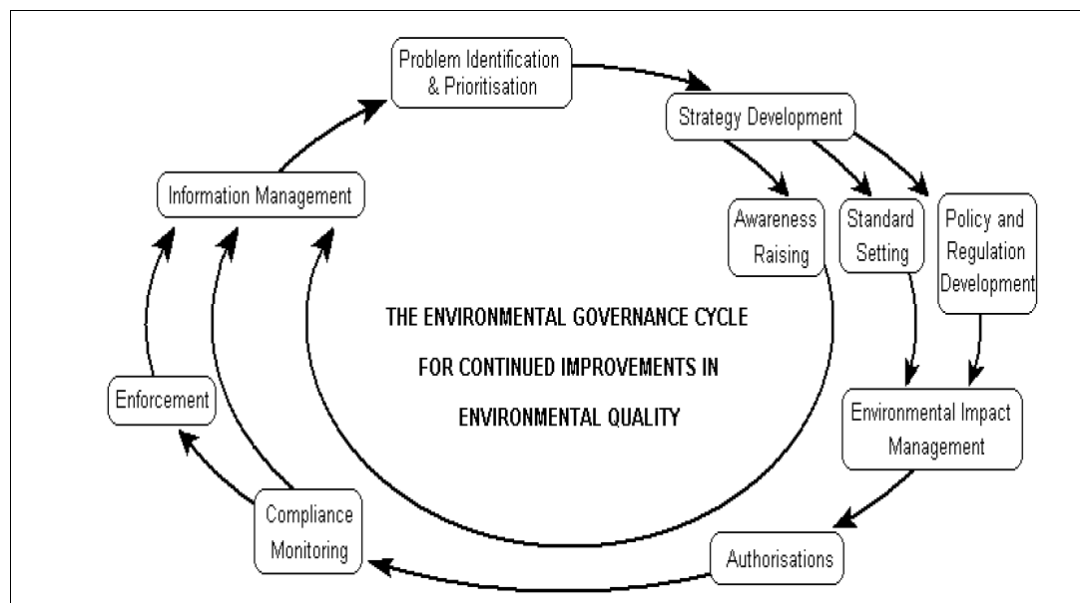 Problem Identification
& Prioritisation
Strategy Development
Information Management
Awareness
Raising
Standard
Setting
Policy and
Regulation
Development
THE ENVIRONMENTAL GOVERNANCE CYCLE
FOR CONTINUED IMPROVEMENTS IN
ENVIRONMENTAL QUALITY
Enforcement
Environmental Impact
Management
Compliance
Monitoring
Authorisations